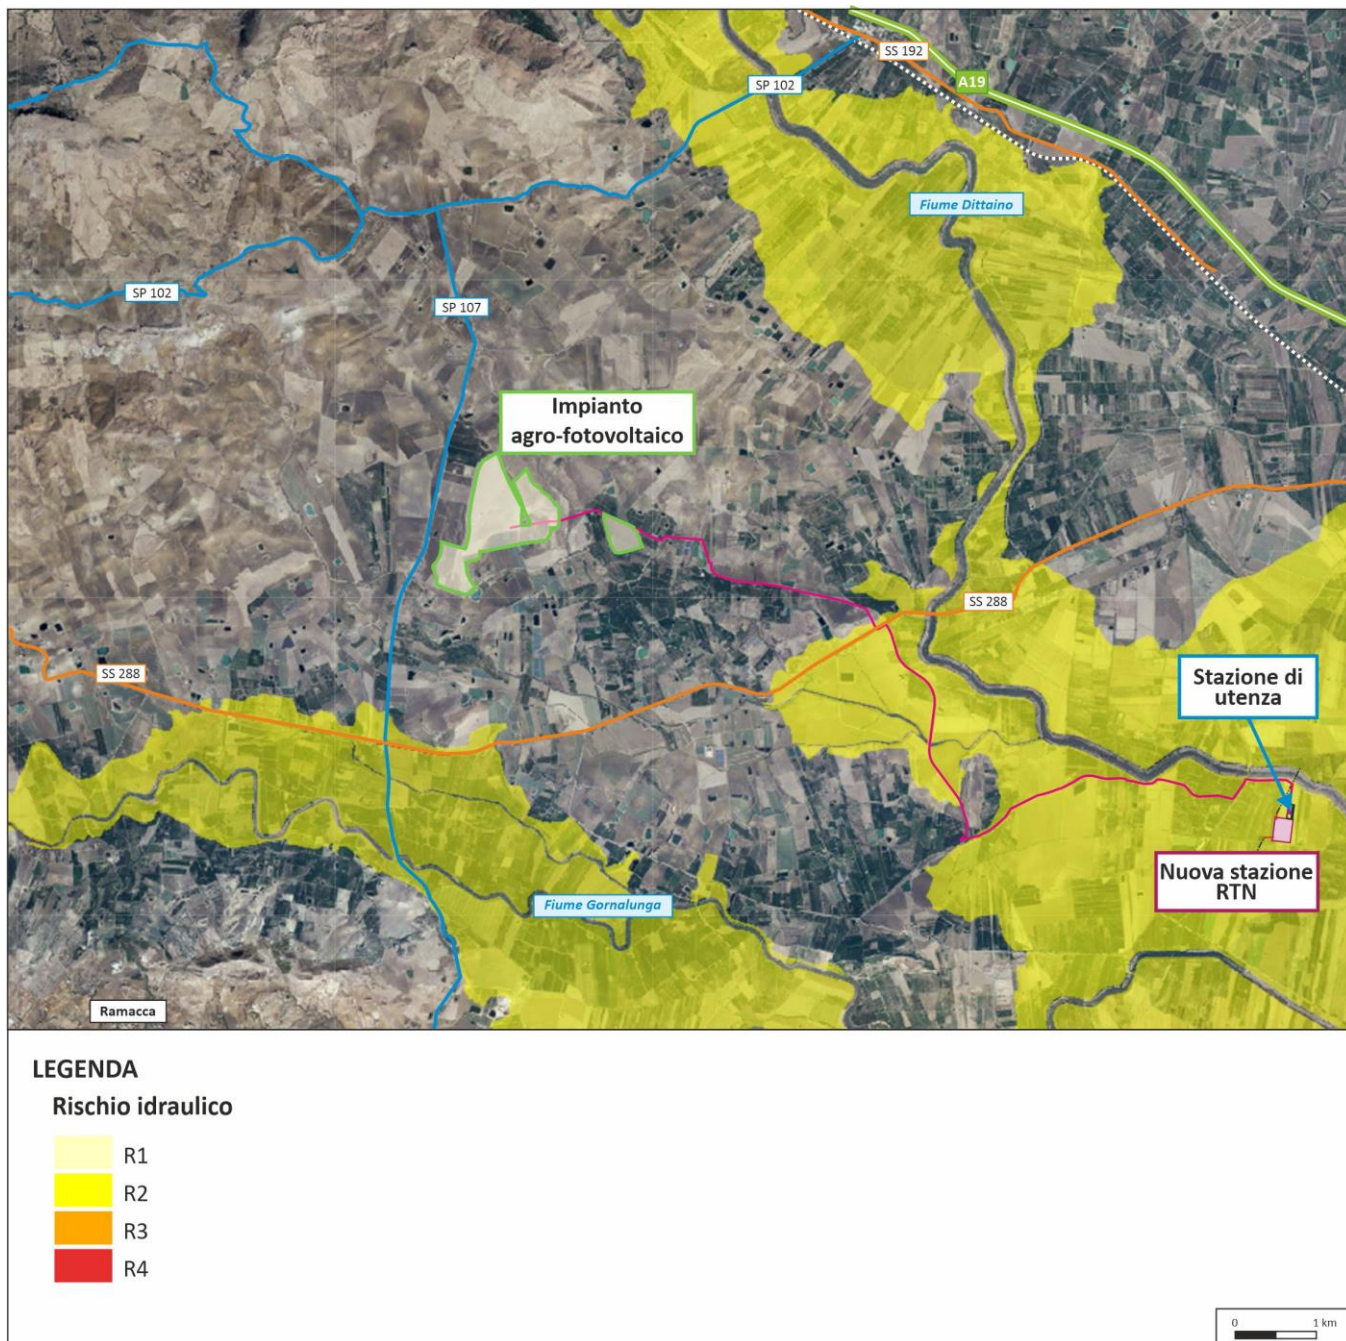 SS 192
A19
SP 102
Fiume Dittaino
SP 102
SP 107
Impianto
agro-fotovoltaico
SS 288
SS 288
Stazione di
utenza
Nuova stazione
RTN
Fiume Gornalunga
Ramacca
LEGENDA
Rischio idraulico
R1
R2
R3
R4
0 1 km